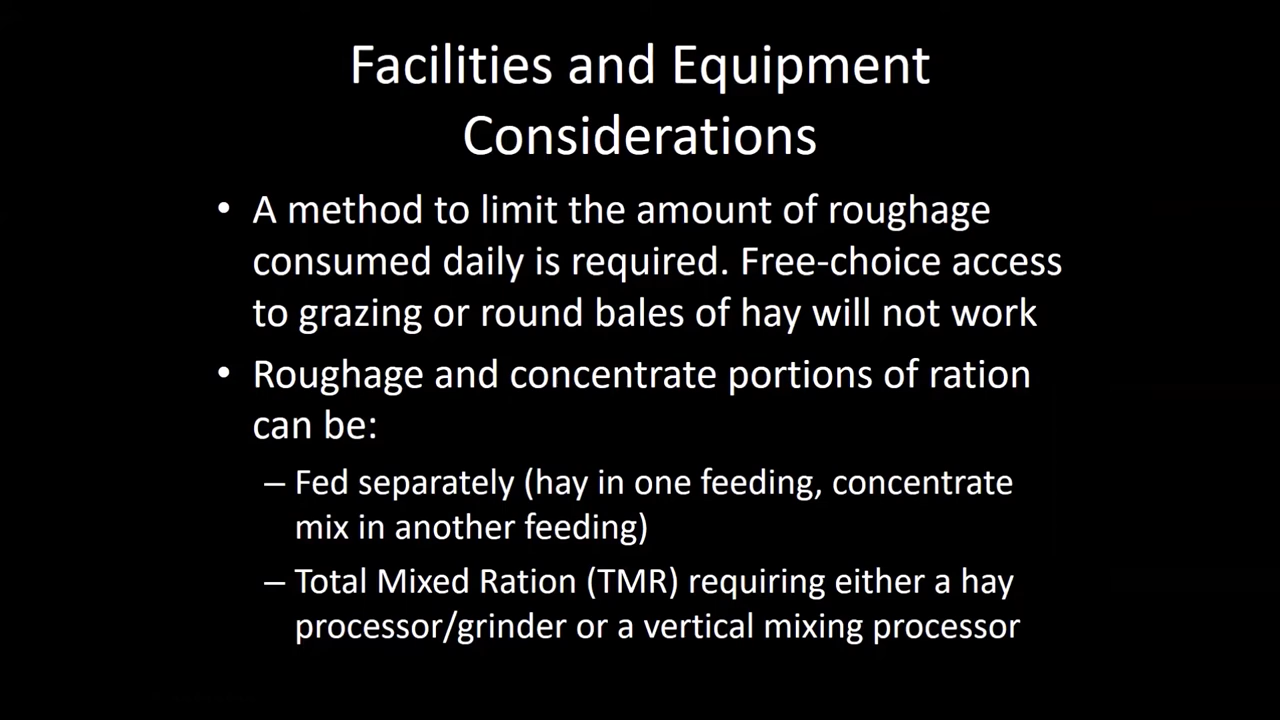 Facilities and Equipment
Considerations
• A method to limit the amount of roughage
consumed daily is required. Free-choice access
to grazing or round bales of hay will not work
• Roughage and concentrate portions of ration
can be:
– Fed separately (hay in one feeding, concentrate
mix in another feeding)
– Total Mixed Ration (TMR) requiring either a hay
processor/grinder or a vertical mixing processor